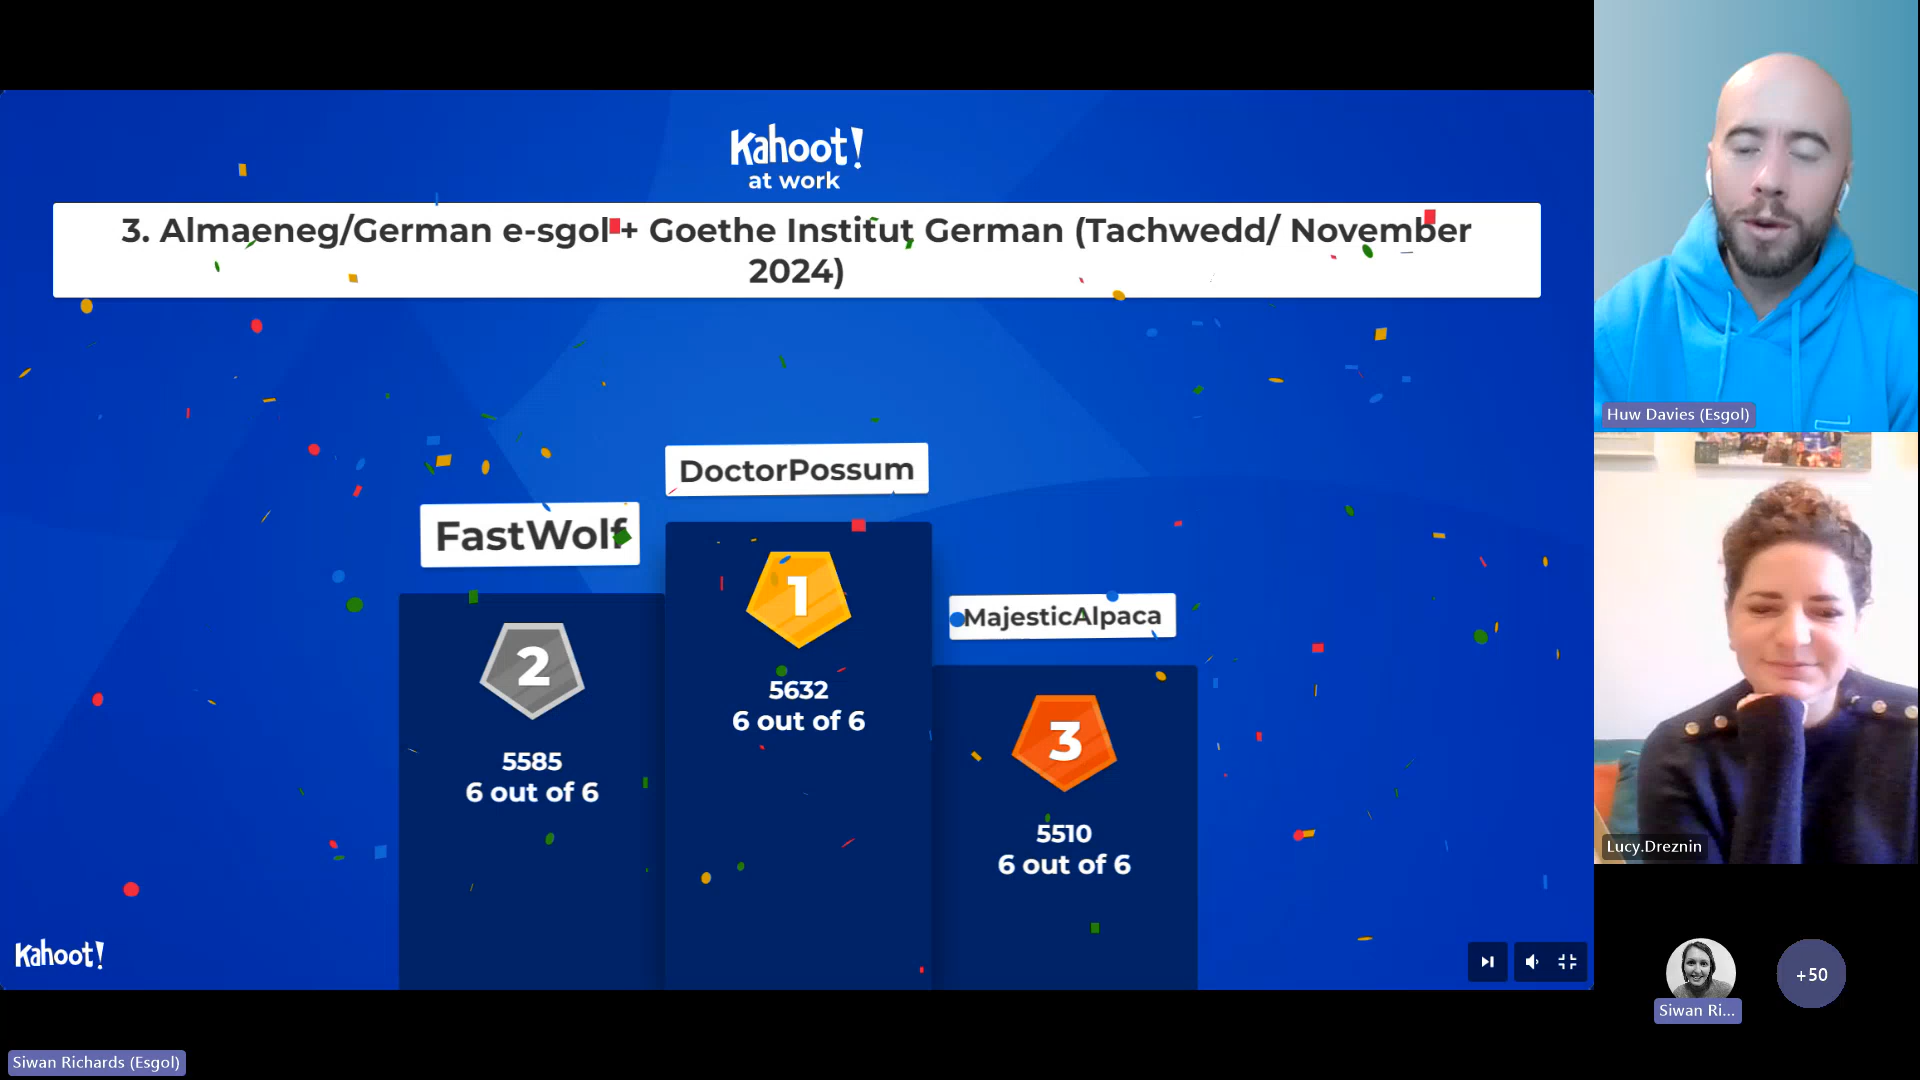 Kahoot!
at work
3. Almaeneg/German e-sgol + Goethe Institut German (Tachwedd/ November
2024)
DoctorPossum
FastWolf
MajesticAlpaca
1
5632
6 out of 6
2
5585
6 out of 6
3
5510
6 out of 6
Kahoot!
Huw Davies (Esgol)
Lucy.Dreznin
Siwan Ri...
+50
Siwan Richards (Esgol)